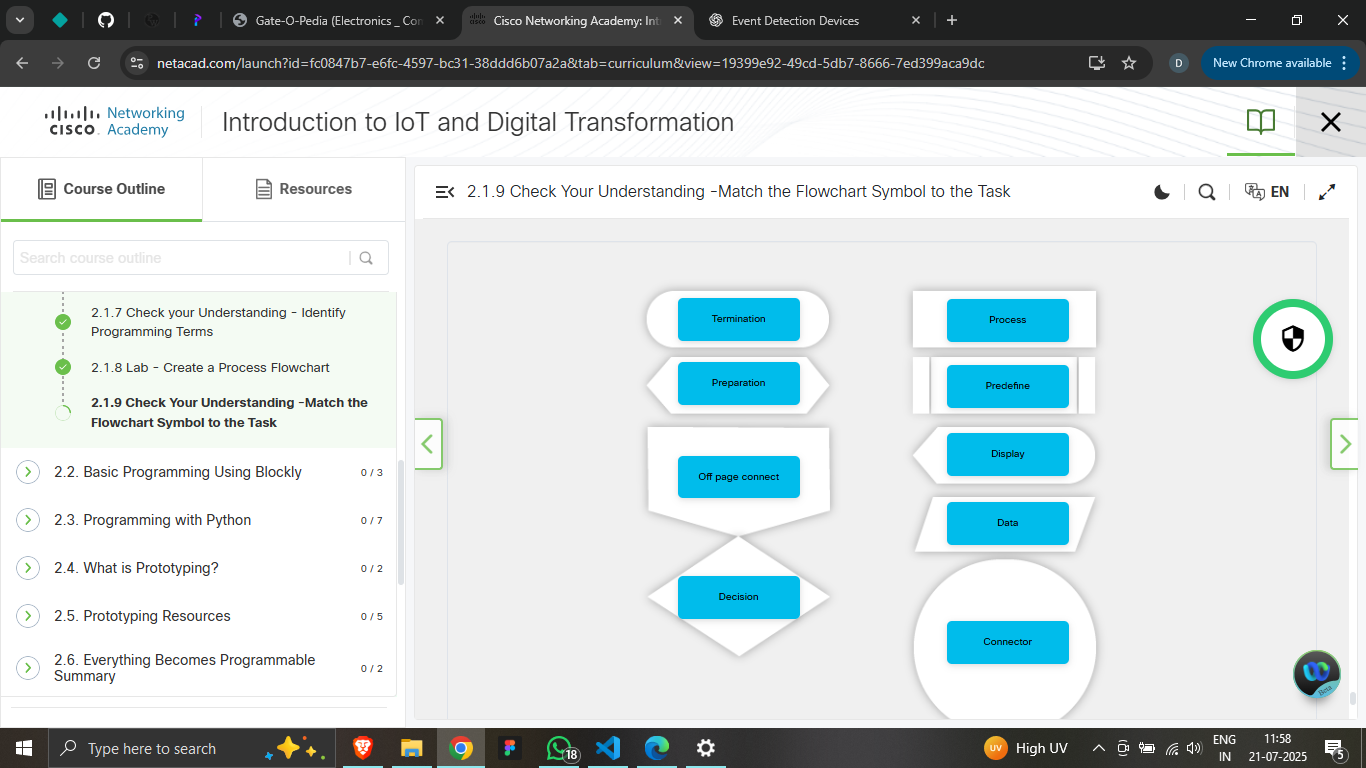 Gate-O-Pedia (Electronics _ Con
Cisco Networking Academy: Int
Event Detection Devices
netacad.com/launch?id=fc0847b7-e6fc-4597-bc31-38ddd6b07a2a&tab=curriculum&view=19399e92-49cd-5db7-8666-7ed399aca9dc
D
New Chrome available
CISCO
Networking
Academy
Introduction to IoT and Digital Transformation
Course Outline
Resources
2.1.9 Check Your Understanding -Match the Flowchart Symbol to the Task
EN
Search course outline
2.1.7 Check your Understanding - Identify
Programming Terms
2.1.8 Lab - Create a Process Flowchart
2.1.9 Check Your Understanding -Match the
Flowchart Symbol to the Task
2.2. Basic Programming Using Blockly
0 / 3
2.3. Programming with Python
0 / 7
2.4. What is Prototyping?
0 / 2
2.5. Prototyping Resources
0 / 5
2.6. Everything Becomes Programmable
Summary
0 / 2
Termination
Process
Preparation
Predefine
Off page connect
Display
Data
Decision
Connector
Beta
Type here to search
18
UV
High UV
ENG
IN
11:58
21-07-2025
5